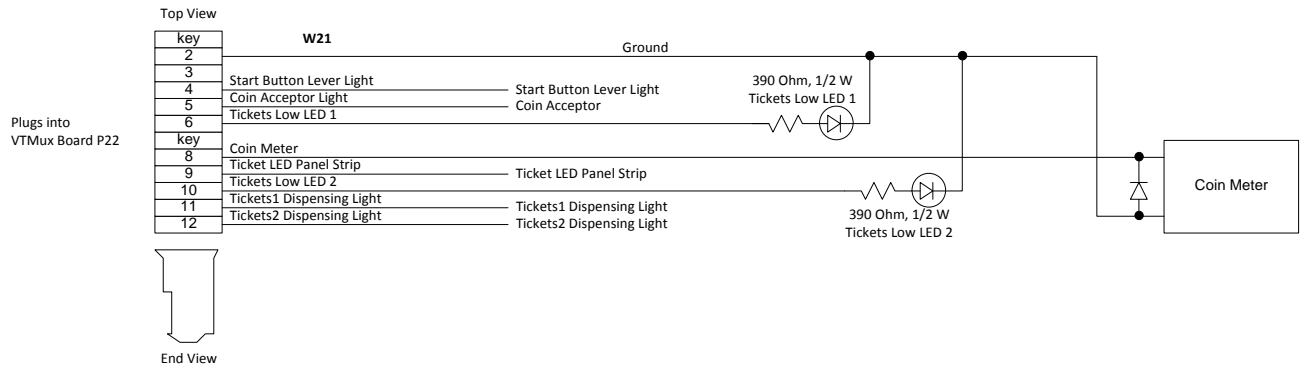 Top View
key
W21
2
Ground
3
Start Button Lever Light
4
Start Button Lever Light
Coin Acceptor Light
5
Coin Acceptor
Tickets Low LED 1
6
390 Ohm, 1/2 W
Tickets Low LED 1
Plugs into
VTMux Board P22
key
Coin Meter
8
Ticket LED Panel Strip
9
Ticket LED Panel Strip
Tickets Low LED 2
10
Tickets1 Dispensing Light
11
Tickets1 Dispensing Light
Tickets2 Dispensing Light
12
Tickets2 Dispensing Light
390 Ohm, 1/2 W
Tickets Low LED 2
Coin Meter
End View